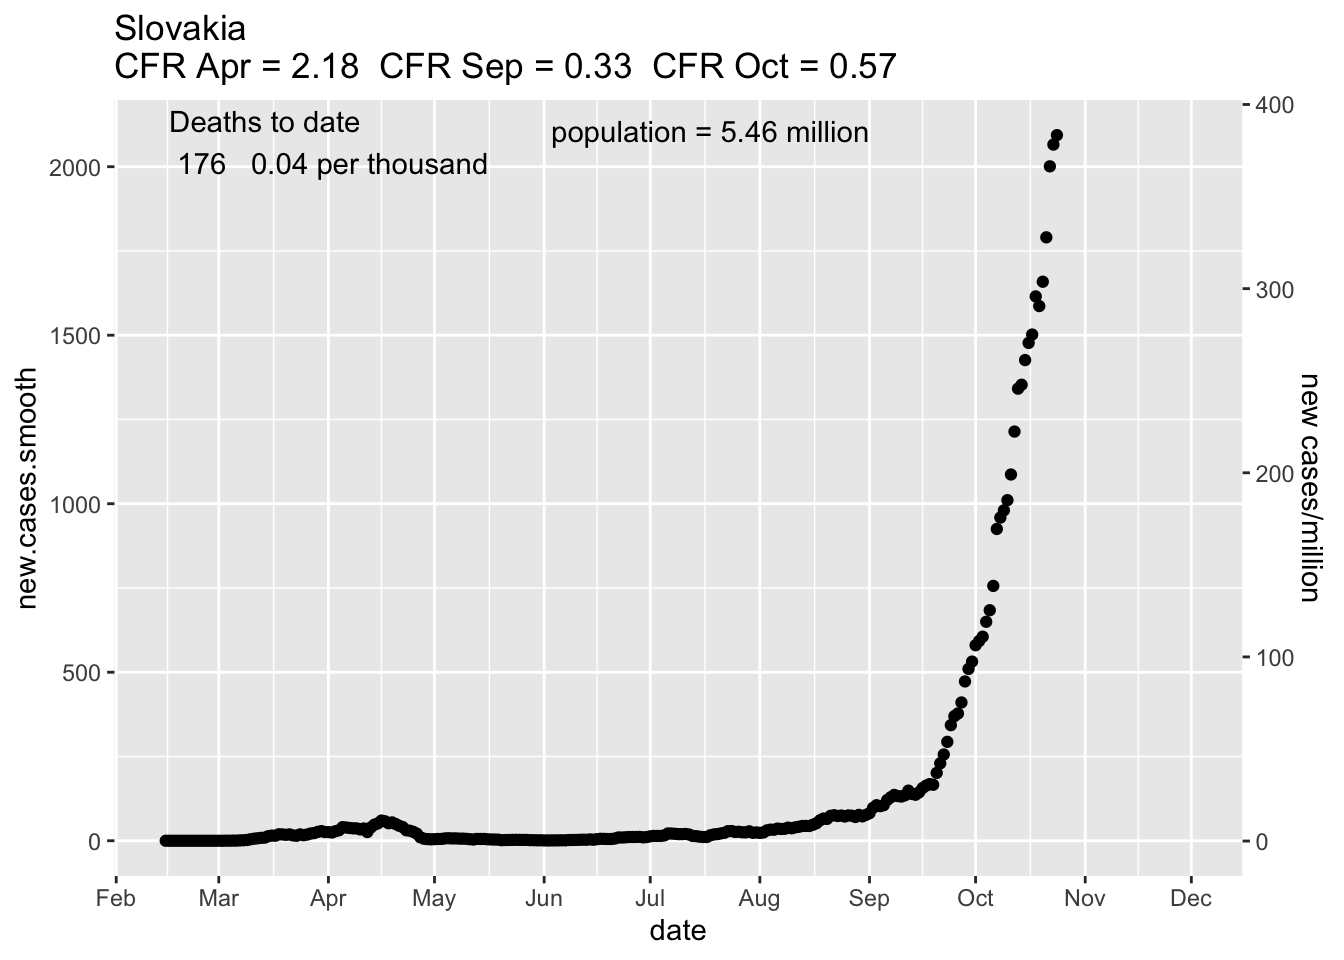 Slovakia
CFR Apr = 2.18  CFR Sep = 0.33  CFR Oct = 0.57
Deaths to date
176   0.04 per thousand
population = 5.46 million
new.cases.smooth
2000
1500
1000
500
0
400
300
200
100
0
new cases/million
Feb Mar Apr May Jun Jul Aug Sep Oct Nov Dec
date